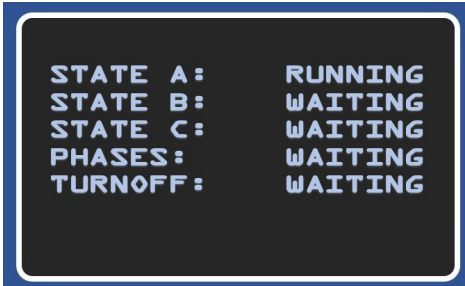 STATE A: RUNNING
STATE B: WAITING
STATE C: WAITING
PHASES: WAITING
TURNOFF: WAITING